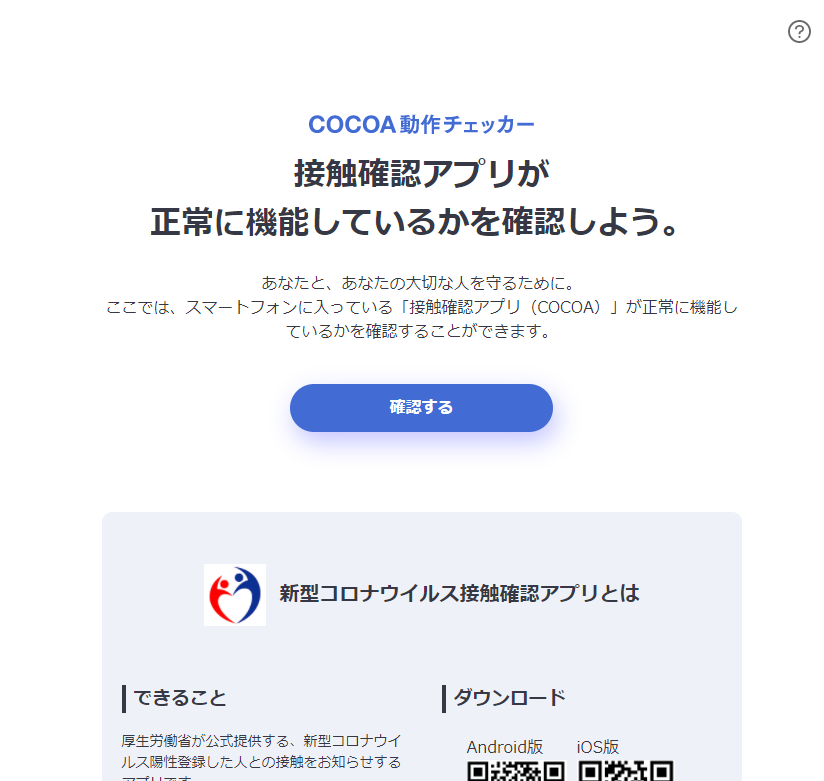 COCOA 動作チェッカー
接触確認アプリが
正常に機能しているかを確認しよう。
あなたと、あなたの大切な人を守るために。
ここでは、スマートフォンに入っている「接触確認アプリ（COCOA）」が正常に機能し
ているかを確認することができます。
確認する
新型コロナウイルス接触確認アプリとは
できること
厚生労働省が公式提供する、新型コロナウイ
ルス陽性登録した人との接触をお知らせする
アプリです
ダウンロード
Android版 iOS版